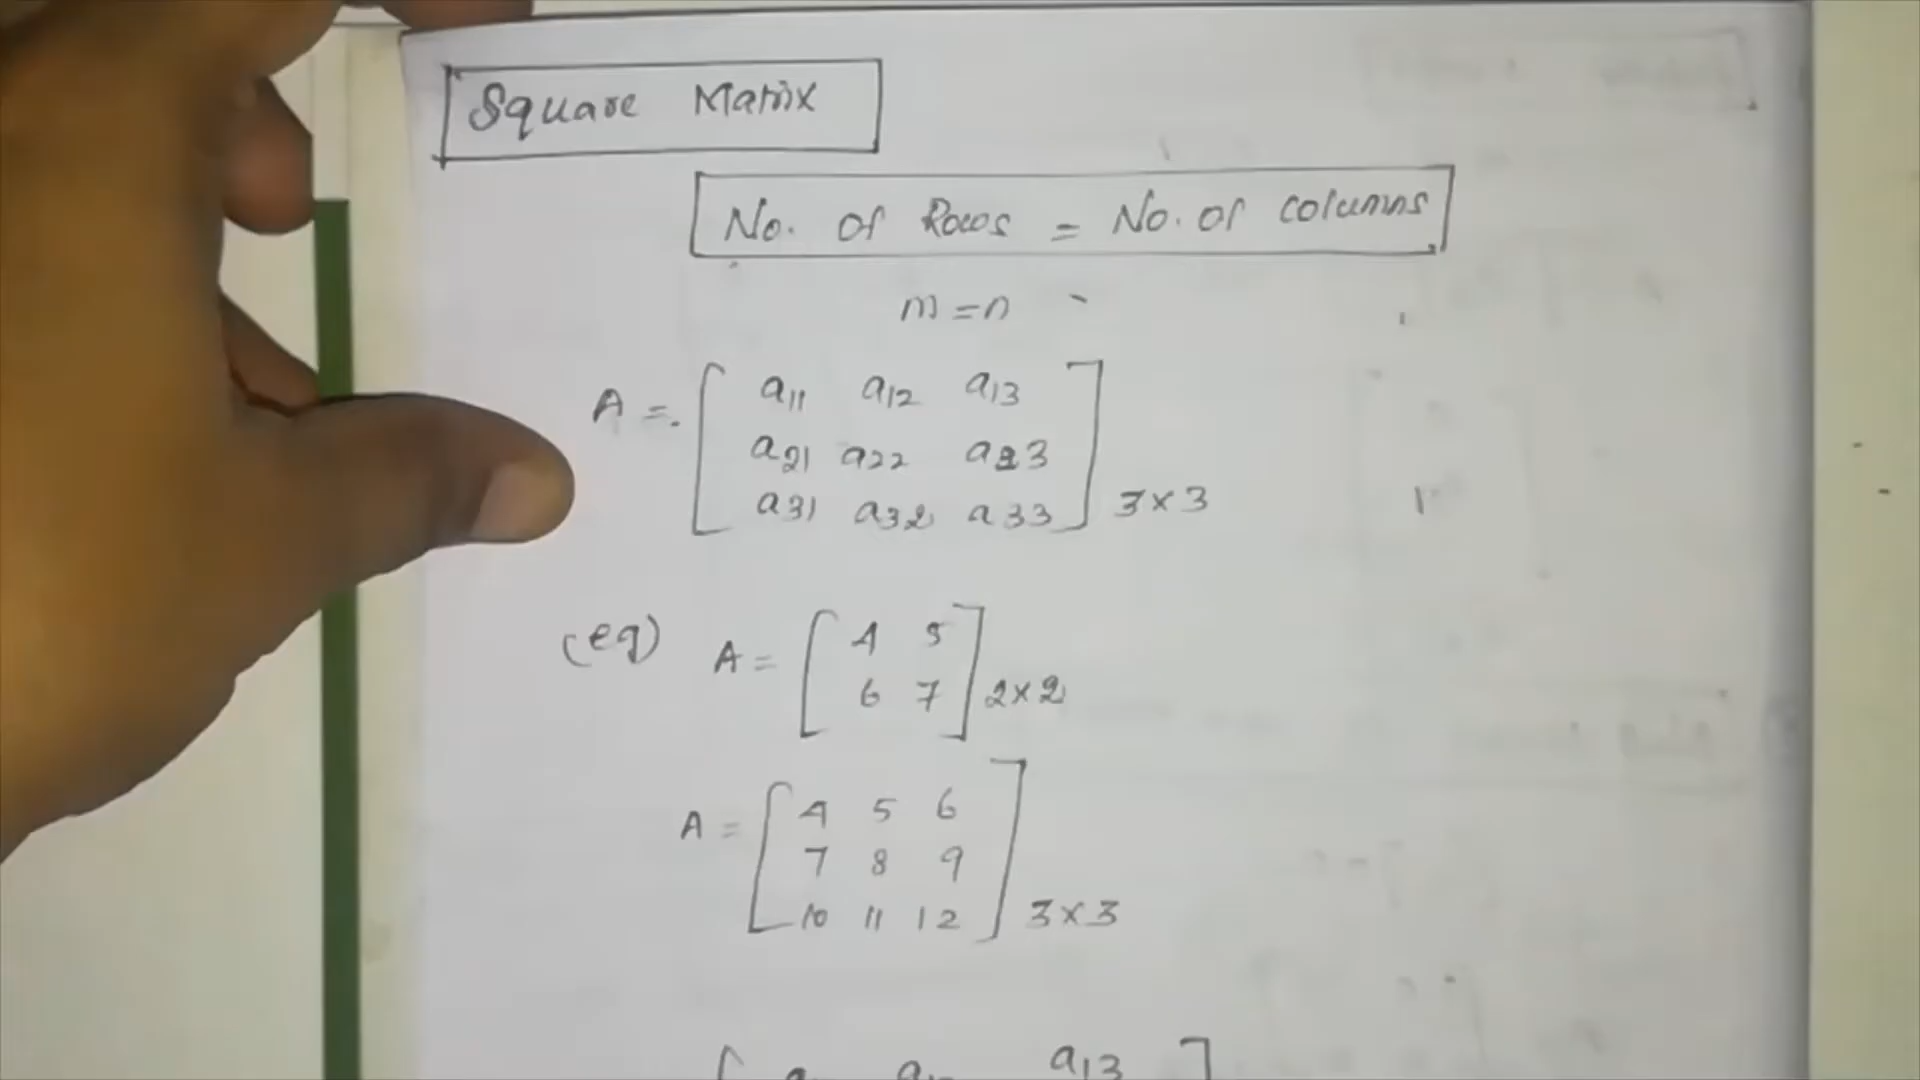 Square Matrix
No. of Rows = No. of columns
m = n
A = [ a11 a12 a13
a21 a22 a23
a31 a32 a33 ] 3×3
(eg) A = [ 4 5
6 7 ] 2×2
A = [ 4 5 6
7 8 9
10 11 12 ] 3×3
a13 ]